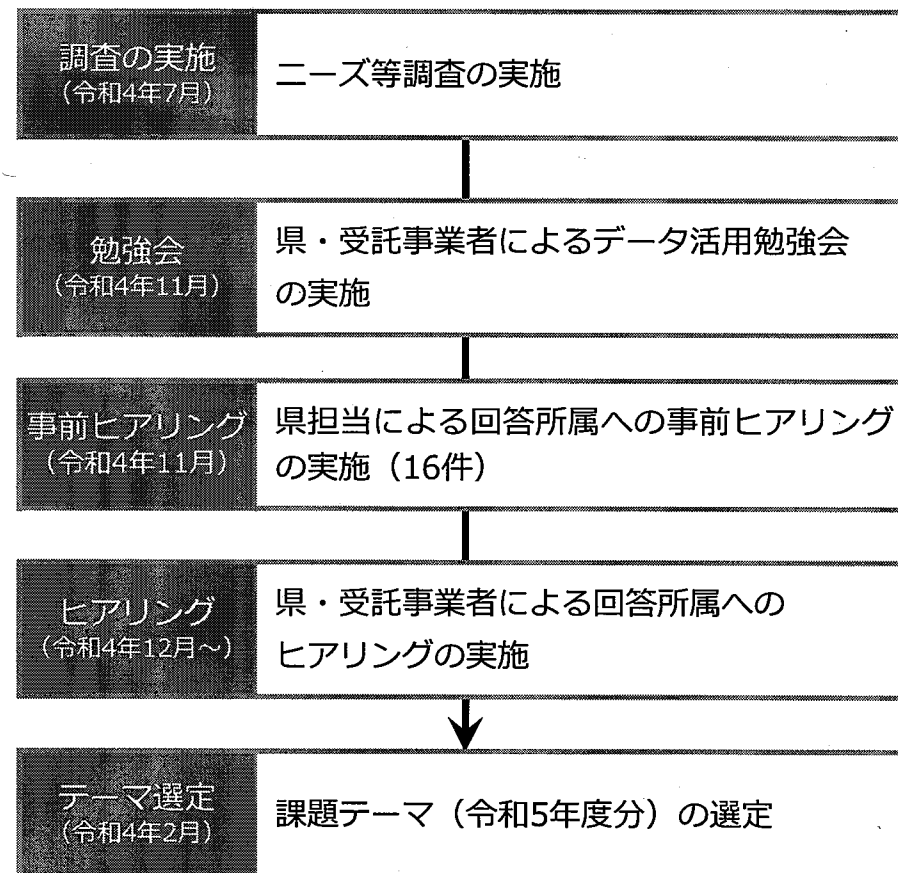 調査の実施
（令和4年7月）
ニーズ等調査の実施
勉強会
（令和4年11月）
県・受託事業者によるデータ活用勉強会
の実施
事前ヒアリング
（令和4年11月）
県担当による回答所属への事前ヒアリング
の実施（16件）
ヒアリング
（令和4年12月～）
県・受託事業者による回答所属への
ヒアリングの実施
テーマ選定
（令和4年2月）
課題テーマ（令和5年度分）の選定